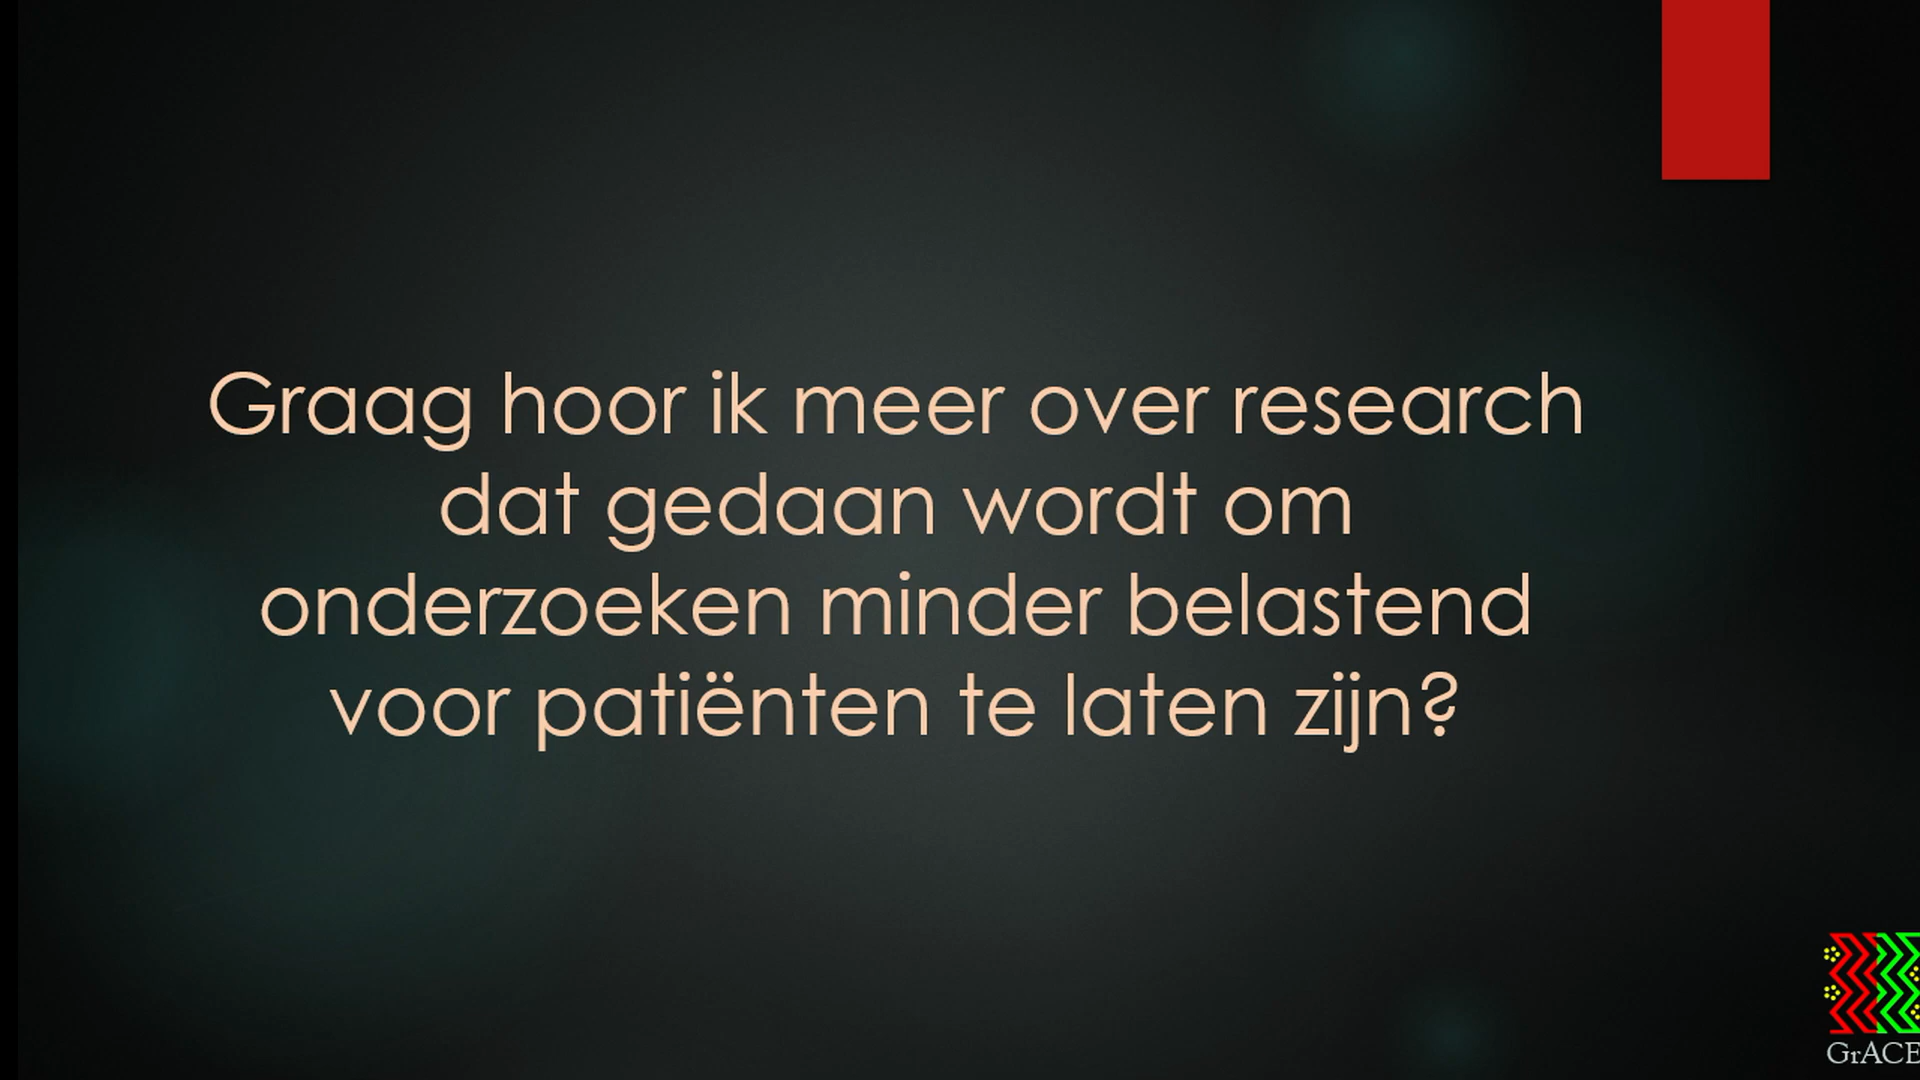 Graag hoor ik meer over research
dat gedaan wordt om
onderzoeken minder belastend
voor patiënten te laten zijn?
GrACE